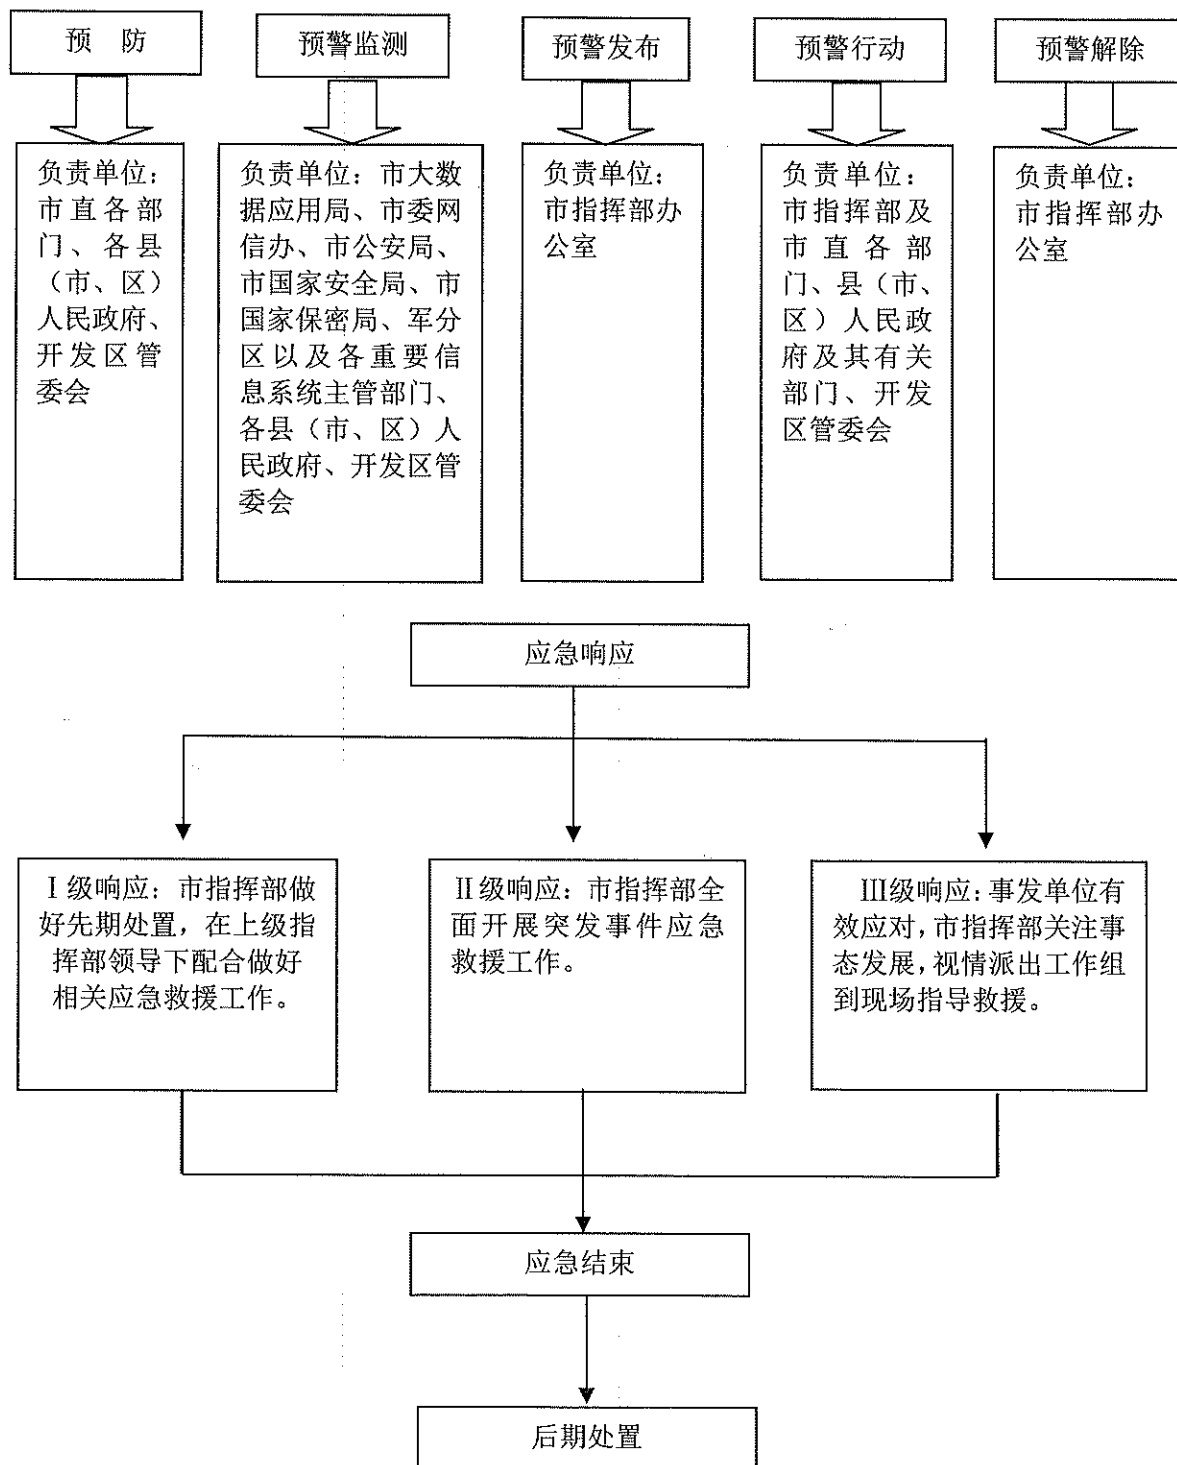 预 防
预警监测
预警发布
预警行动
预警解除
负责单位：
市直各部
门、各县
（市、区）
人民政府、
开发区管
委会
负责单位：市大数
据应用局、市委网
信办、市公安局、
市国家安全局、市
国家保密局、军分
区以及各重要信
息系统主管部门、
各县（市、区）人
民政府、开发区管
委会
负责单位：
市指挥部办
公室
负责单位：
市指挥部及
市直各部
门、县（市、
区）人民政
府及其有关
部门、开发
区管委会
负责单位：
市指挥部办
公室
应急响应
Ⅰ级响应：市指挥部做
好先期处置，在上级指
挥部领导下配合做好
相关应急救援工作。
Ⅱ级响应：市指挥部全
面开展突发事件应急
救援工作。
Ⅲ级响应：事发单位有
效应对，市指挥部关注事
态发展，视情派出工作组
到现场指导救援。
应急结束
后期处置